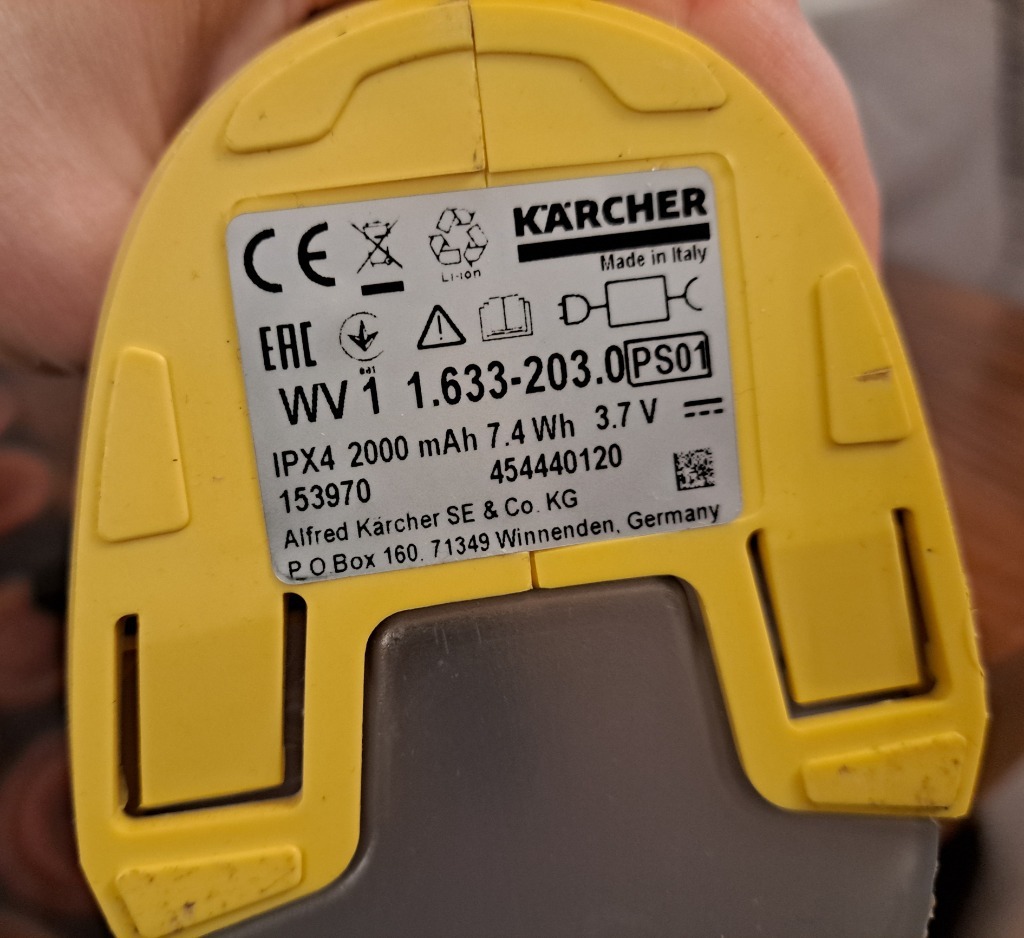 CE
Li-ion
KÄRCHER
Made in Italy
EAC
WV 1 1.633-203.0 PS01
IPX4 2000 mAh 7.4 Wh 3.7 V
153970 454440120
Alfred Kärcher SE & Co. KG
P.O.Box 160. 71349 Winnenden, Germany